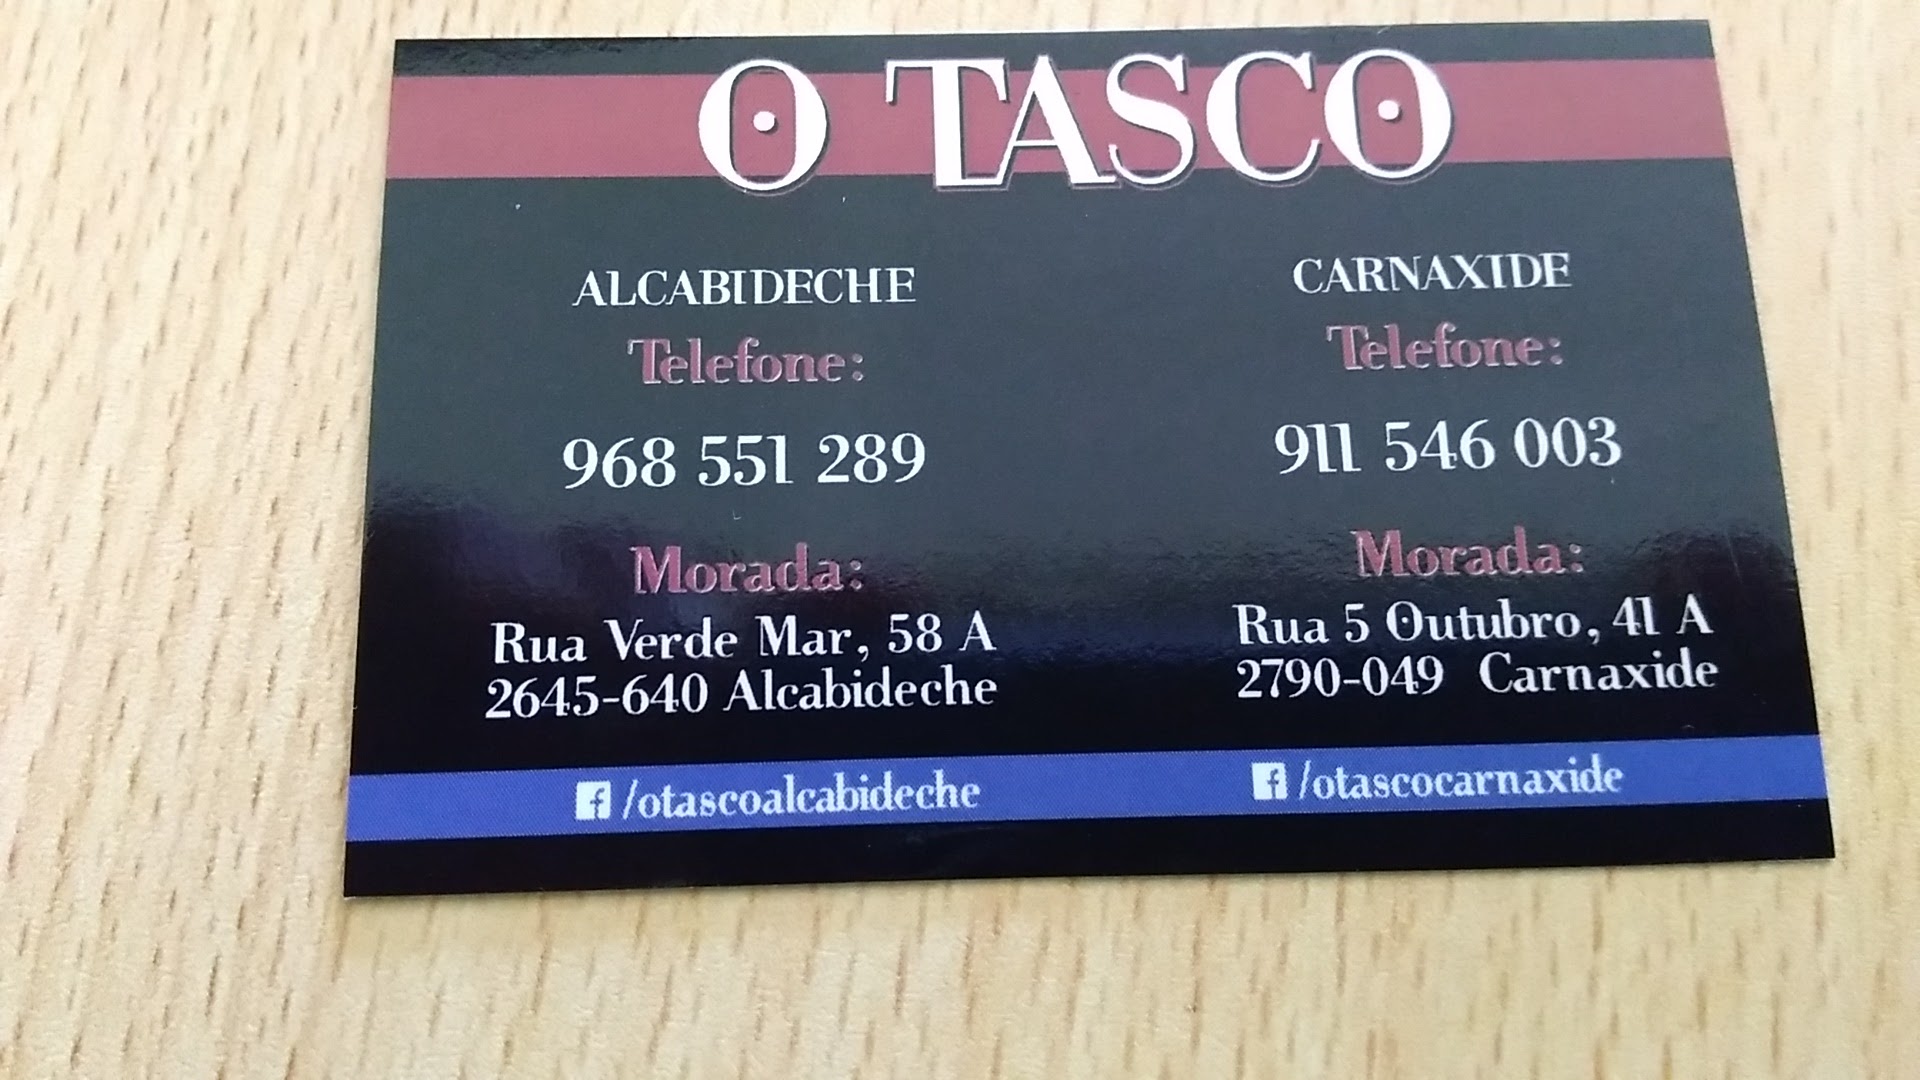 O TASCO
ALCABIDECHE
Telefone:
968 551 289
Morada:
Rua Verde Mar, 58 A
2645-640 Alcabideche
/otascoalcabideche
CARNAXIDE
Telefone:
911 546 003
Morada:
Rua 5 Outubro, 41 A
2790-049 Carnaxide
/otascocarnaxide